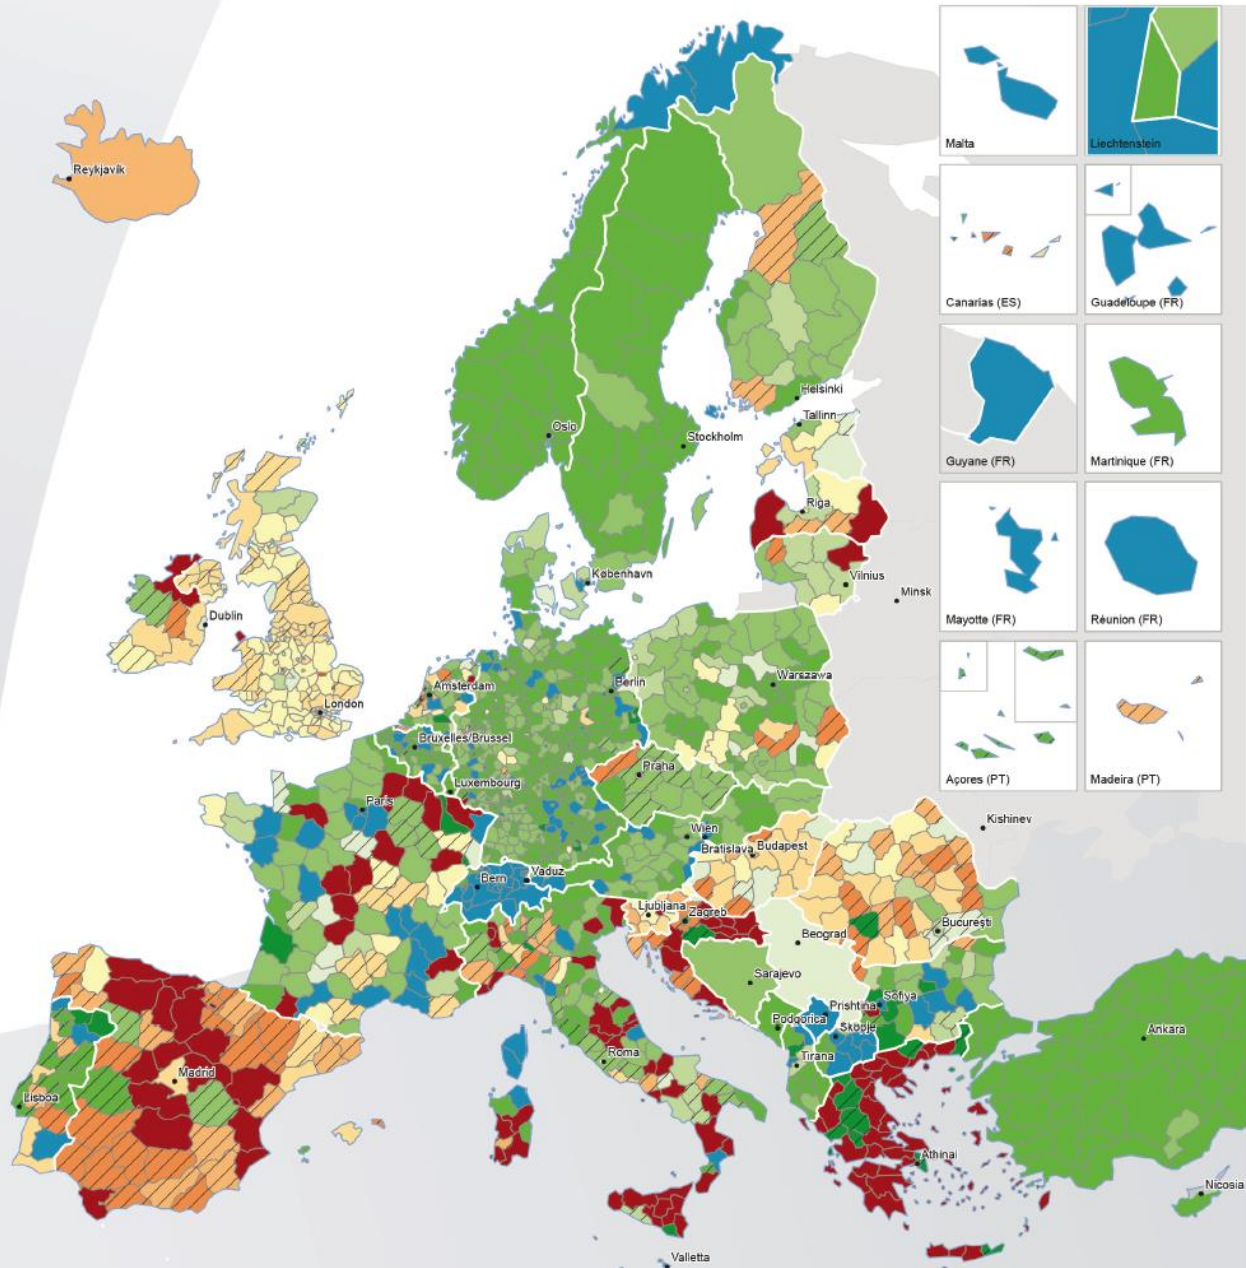 Malta
Liechtenstein
Reykjavík
Canarias (ES)
Guadeloupe (FR)
Helsinki
Tallinn
Oslo
Stockholm
Guyane (FR)
Martinique (FR)
Riga
København
Vilnius
Minsk
Dublin
Mayotte (FR)
Réunion (FR)
Amsterdam
Berlin
Warszawa
London
Bruxelles/Brussel
Praha
Luxembourg
Açores (PT)
Madeira (PT)
Paris
Kishinev
Wien
Bratislava
Budapest
Bern
Vaduz
Ljubljana
Zagreb
Bucureşti
Beograd
Sarajevo
Prishtina
Sofiya
Podgorica
Skopje
Ankara
Roma
Tirana
Madrid
Lisboa
Athinai
Nicosia
Valletta